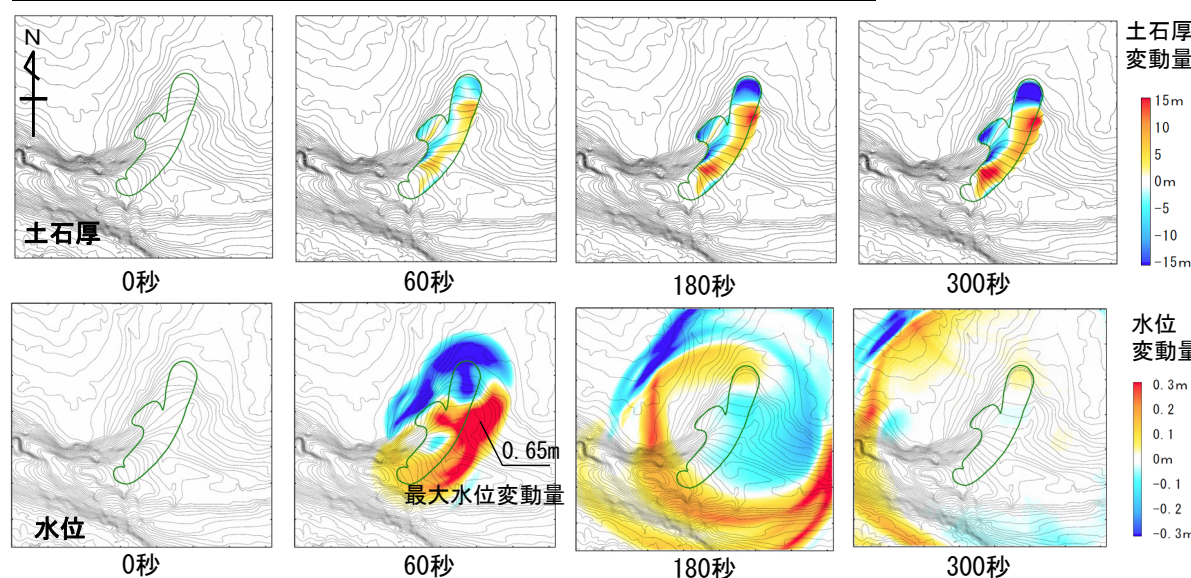 N
土石厚
0秒
60秒
180秒
300秒
土石厚
変動量
15m
10
5
0m
-5
-10
-15m
水位
0秒
0.65m
最大水位変動量
60秒
180秒
300秒
水位
変動量
0.3m
0.2
0.1
0m
-0.1
-0.2
-0.3m